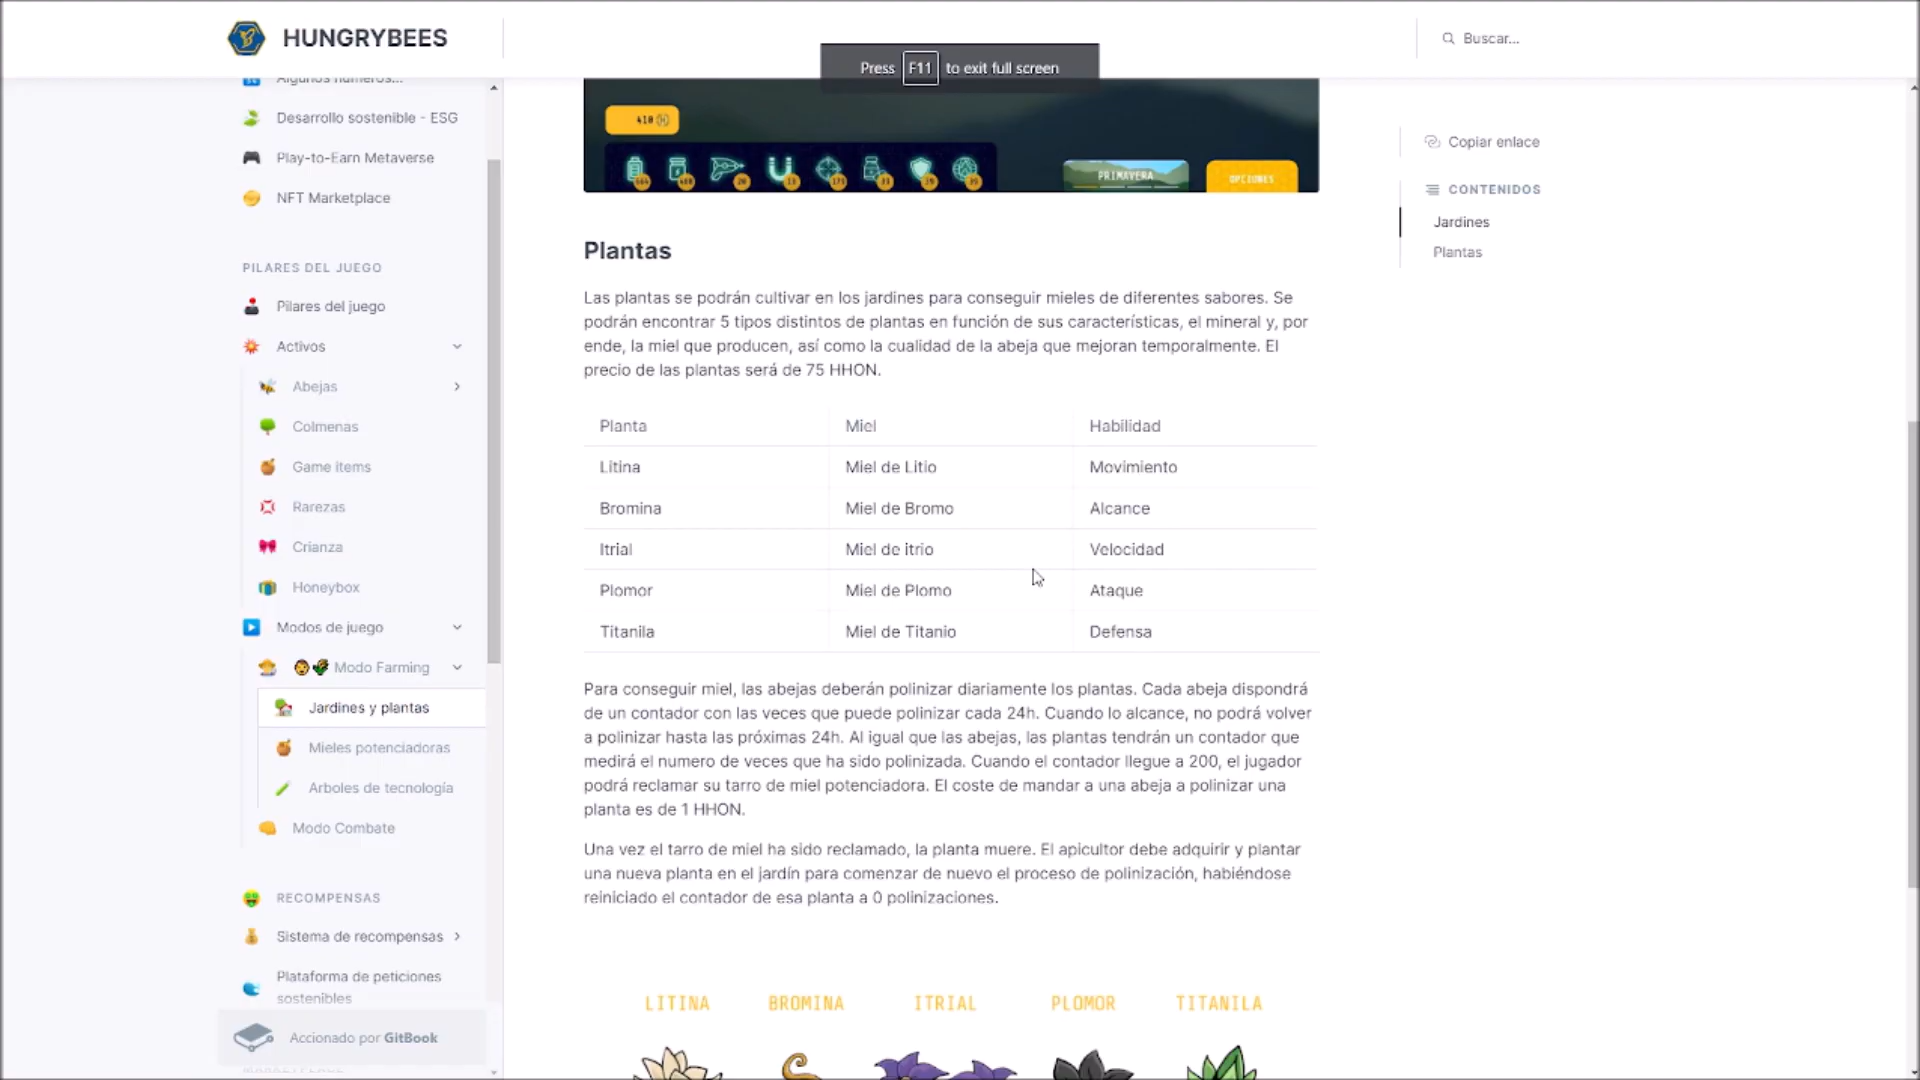 HUNGRYBEES
Buscar...
Press F11 to exit full screen
Algunos números...
Desarrollo sostenible - ESG
Play-to-Earn Metaverse
NFT Marketplace
PILARES DEL JUEGO
Pilares del juego
Activos
Abejas
Colmenas
Game items
Rarezas
Crianza
Honeybox
Modos de juego
Modo Farming
Jardines y plantas
Mieles potenciadoras
Arboles de tecnología
Modo Combate
RECOMPENSAS
Sistema de recompensas
Plataforma de peticiones
sostenibles
Accionado por GitBook
410
PRIMAVERA
OPCIONES
Plantas
Las plantas se podrán cultivar en los jardines para conseguir mieles de diferentes sabores. Se
podrán encontrar 5 tipos distintos de plantas en función de sus características, el mineral y, por
ende, la miel que producen, así como la cualidad de la abeja que mejoran temporalmente. El
precio de las plantas será de 75 HHON.
Planta Miel Habilidad
Litina Miel de Litio Movimiento
Bromina Miel de Bromo Alcance
Itrial Miel de itrio Velocidad
Plomor Miel de Plomo Ataque
Titanila Miel de Titanio Defensa
Para conseguir miel, las abejas deberán polinizar diariamente los plantas. Cada abeja dispondrá
de un contador con las veces que puede polinizar cada 24h. Cuando lo alcance, no podrá volver
a polinizar hasta las próximas 24h. Al igual que las abejas, las plantas tendrán un contador que
medirá el numero de veces que ha sido polinizada. Cuando el contador llegue a 200, el jugador
podrá reclamar su tarro de miel potenciadora. El coste de mandar a una abeja a polinizar una
planta es de 1 HHON.
Una vez el tarro de miel ha sido reclamado, la planta muere. El apicultor debe adquirir y plantar
una nueva planta en el jardín para comenzar de nuevo el proceso de polinización, habiéndose
reiniciado el contador de esa planta a 0 polinizaciones.
LITINA BROMINA ITRIAL PLOMOR TITANILA
Copiar enlace
CONTENIDOS
Jardines
Plantas